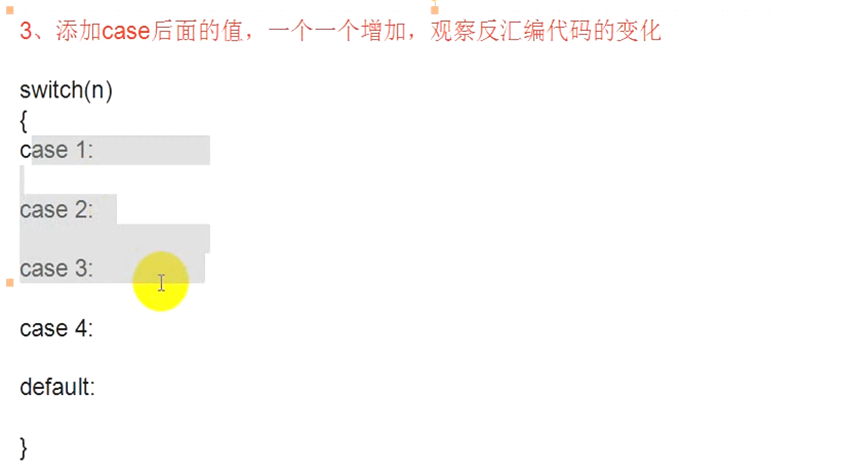 3、添加case后面的值，一个一个增加，观察反汇编代码的变化
switch(n)
{
case 1:
case 2:
case 3:
case 4:
default:
}